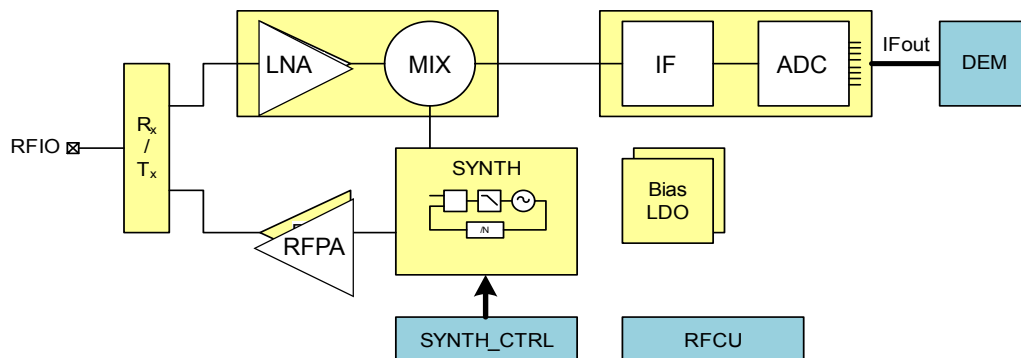 LNA
MIX
IF
ADC
IFout
DEM
RFIO
Rx
/
Tx
SYNTH
/N
Bias
LDO
RFPA
SYNTH_CTRL
RFCU